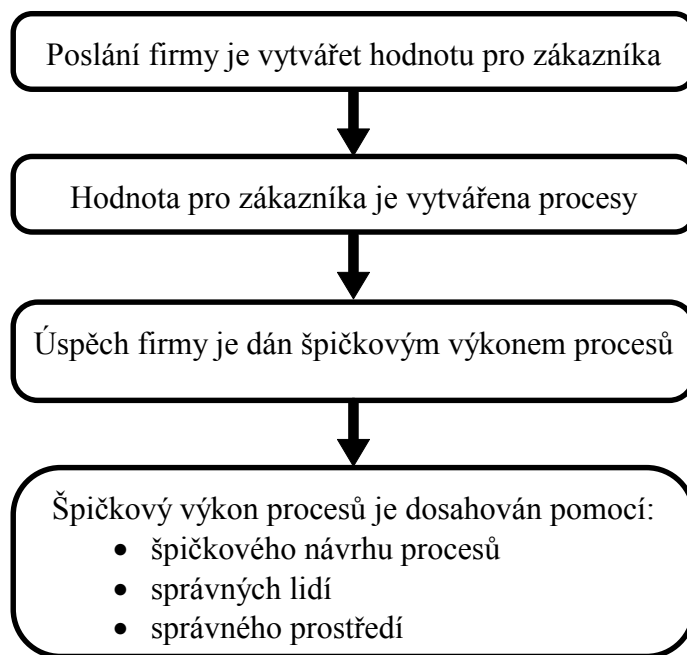 Poslání firmy je vytvářet hodnotu pro zákazníka
Hodnota pro zákazníka je vytvářena procesy
Úspěch firmy je dán špičkovým výkonem procesů
Špičkový výkon procesů je dosahován pomocí:
• špičkového návrhu procesů
• správných lidí
• správného prostředí